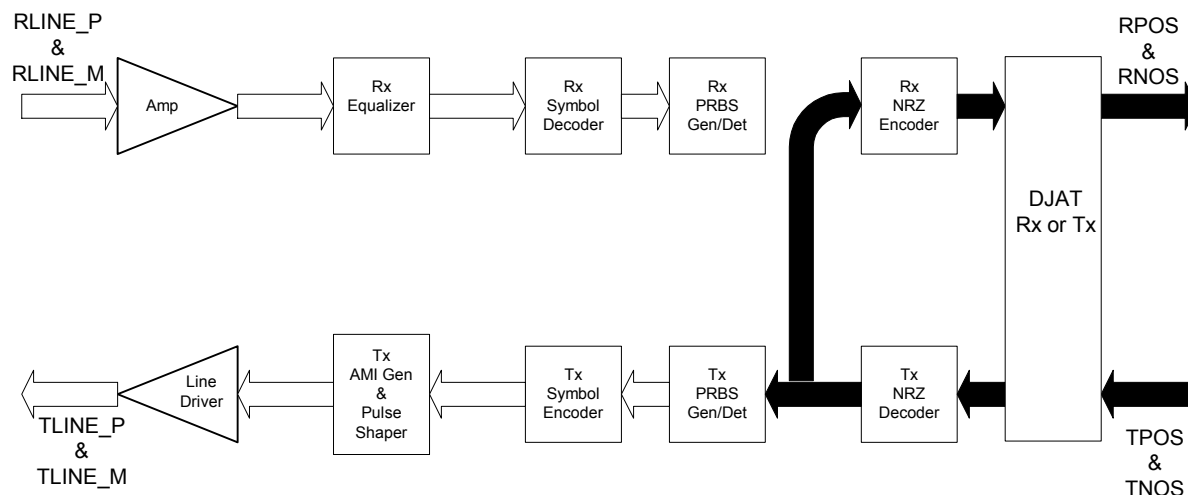 RLINE_P
&
RLINE_M
Amp
Rx
Equalizer
Rx
Symbol
Decoder
Rx
PRBS
Gen/Det
Rx
NRZ
Encoder
DJAT
Rx or Tx
RPOS
&
RNOS
TLINE_P
&
TLINE_M
Line
Driver
Tx
AMI Gen
&
Pulse
Shaper
Tx
Symbol
Encoder
Tx
PRBS
Gen/Det
Tx
NRZ
Decoder
TPOS
&
TNOS